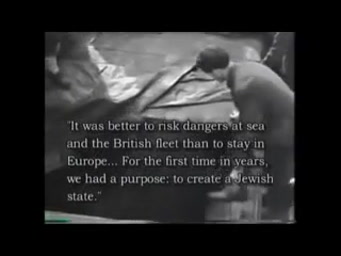 "It was better to risk dangers at sea
and the British fleet than to stay in
Europe... For the first time in years,
we had a purpose: to create a Jewish
state."